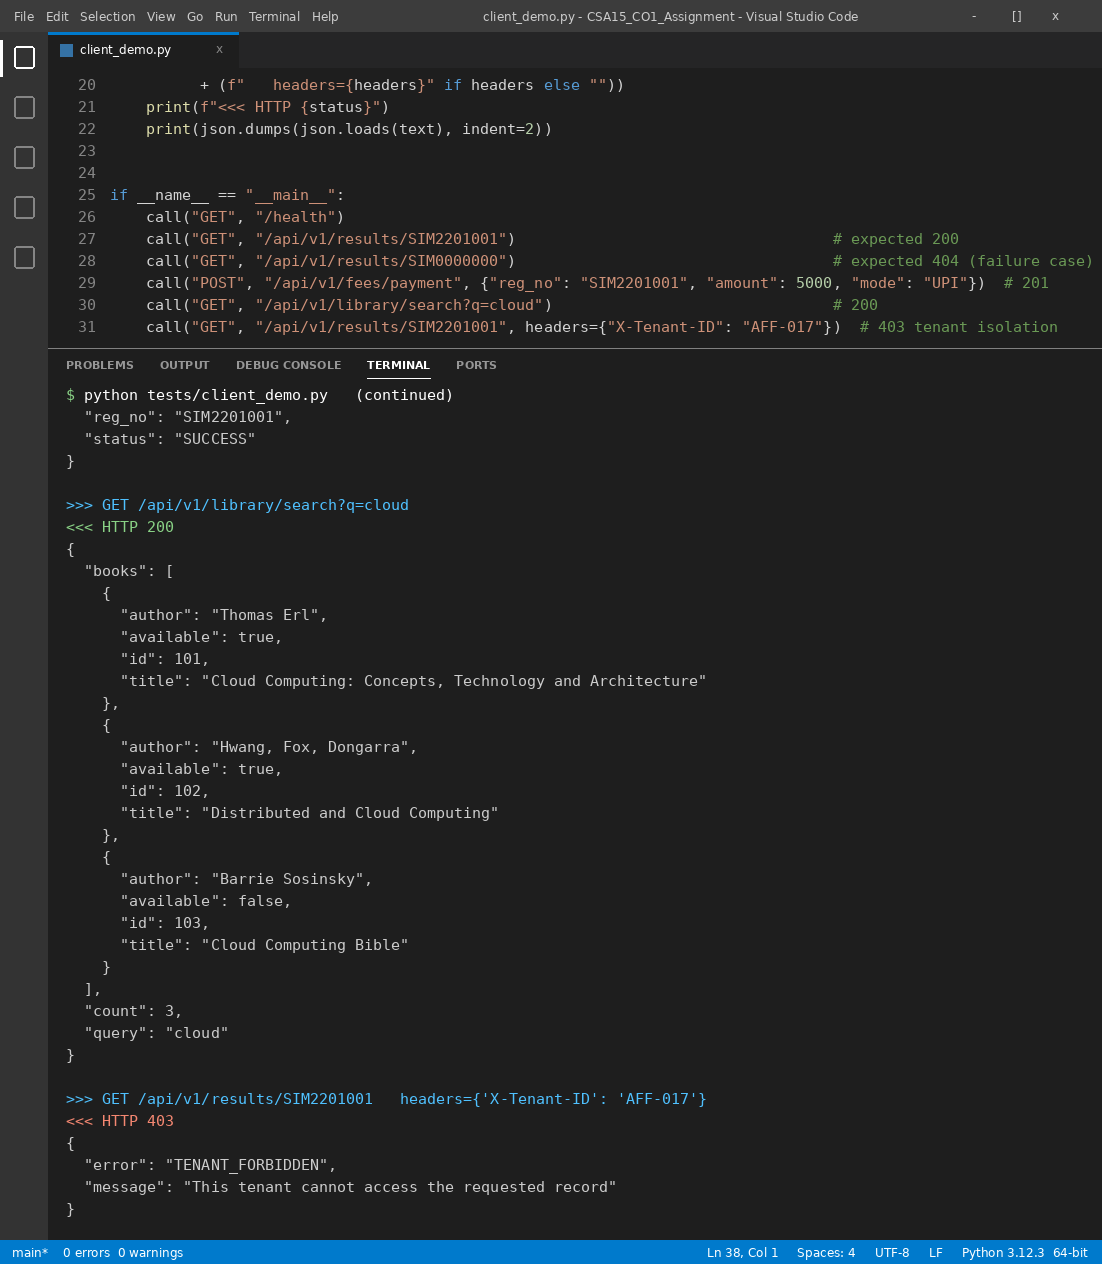 File Edit Selection View Go Run Terminal Help client_demo.py - CSA15_CO1_Assignment - Visual Studio Code - [] x
client_demo.py x
20           + (f"   headers={headers}" if headers else ""))
21     print(f"<<< HTTP {status}")
22     print(json.dumps(json.loads(text), indent=2))
23
24
25 if __name__ == "__main__":
26     call("GET", "/health")
27     call("GET", "/api/v1/results/SIM2201001")                                   # expected 200
28     call("GET", "/api/v1/results/SIM0000000")                                   # expected 404 (failure case)
29     call("POST", "/api/v1/fees/payment", {"reg_no": "SIM2201001", "amount": 5000, "mode": "UPI"})  # 201
30     call("GET", "/api/v1/library/search?q=cloud")                               # 200
31     call("GET", "/api/v1/results/SIM2201001", headers={"X-Tenant-ID": "AFF-017"})  # 403 tenant isolation
PROBLEMS OUTPUT DEBUG CONSOLE TERMINAL PORTS
$ python tests/client_demo.py   (continued)
  "reg_no": "SIM2201001",
  "status": "SUCCESS"
}
>>> GET /api/v1/library/search?q=cloud
<<< HTTP 200
{
  "books": [
    {
      "author": "Thomas Erl",
      "available": true,
      "id": 101,
      "title": "Cloud Computing: Concepts, Technology and Architecture"
    },
    {
      "author": "Hwang, Fox, Dongarra",
      "available": true,
      "id": 102,
      "title": "Distributed and Cloud Computing"
    },
    {
      "author": "Barrie Sosinsky",
      "available": false,
      "id": 103,
      "title": "Cloud Computing Bible"
    }
  ],
  "count": 3,
  "query": "cloud"
}
>>> GET /api/v1/results/SIM2201001   headers={'X-Tenant-ID': 'AFF-017'}
<<< HTTP 403
{
  "error": "TENANT_FORBIDDEN",
  "message": "This tenant cannot access the requested record"
}
main* 0 errors 0 warnings Ln 38, Col 1 Spaces: 4 UTF-8 LF Python 3.12.3 64-bit